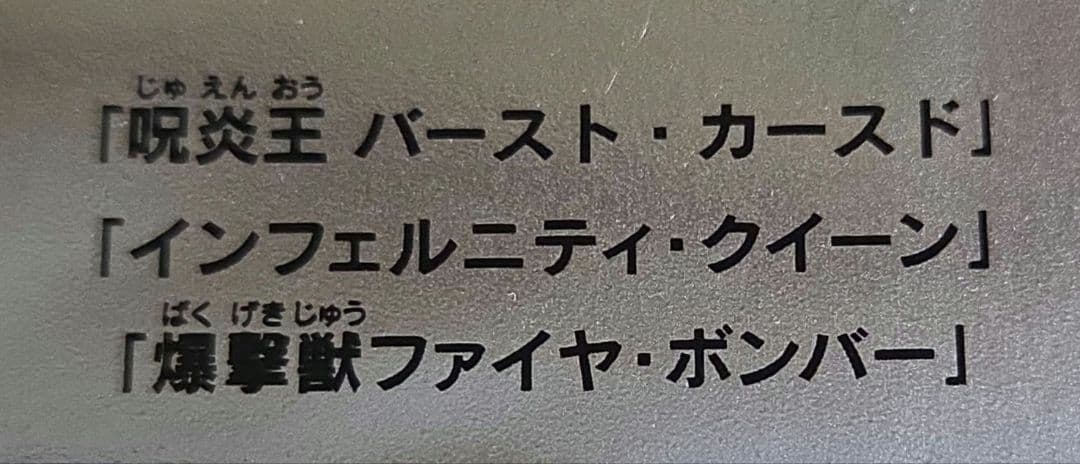 じゅえんおう
「呪炎王 バースト・カースド」
「インフェルニティ・クイーン」
ばくげきじゅう
「爆撃獣ファイヤ・ボンバー」